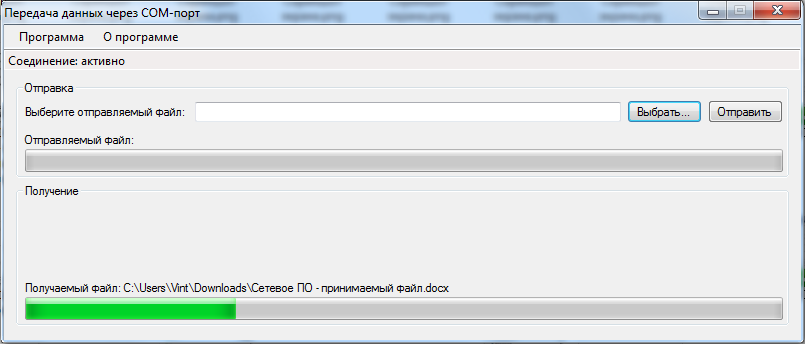 Передача данных через COM-порт
Программа О программе
Соединение: активно
Отправка
Выберите отправляемый файл: Выбрать... Отправить
Отправляемый файл:
Получение
Получаемый файл: C:\Users\Vint\Downloads\Сетевое ПО - принимаемый файл.docx